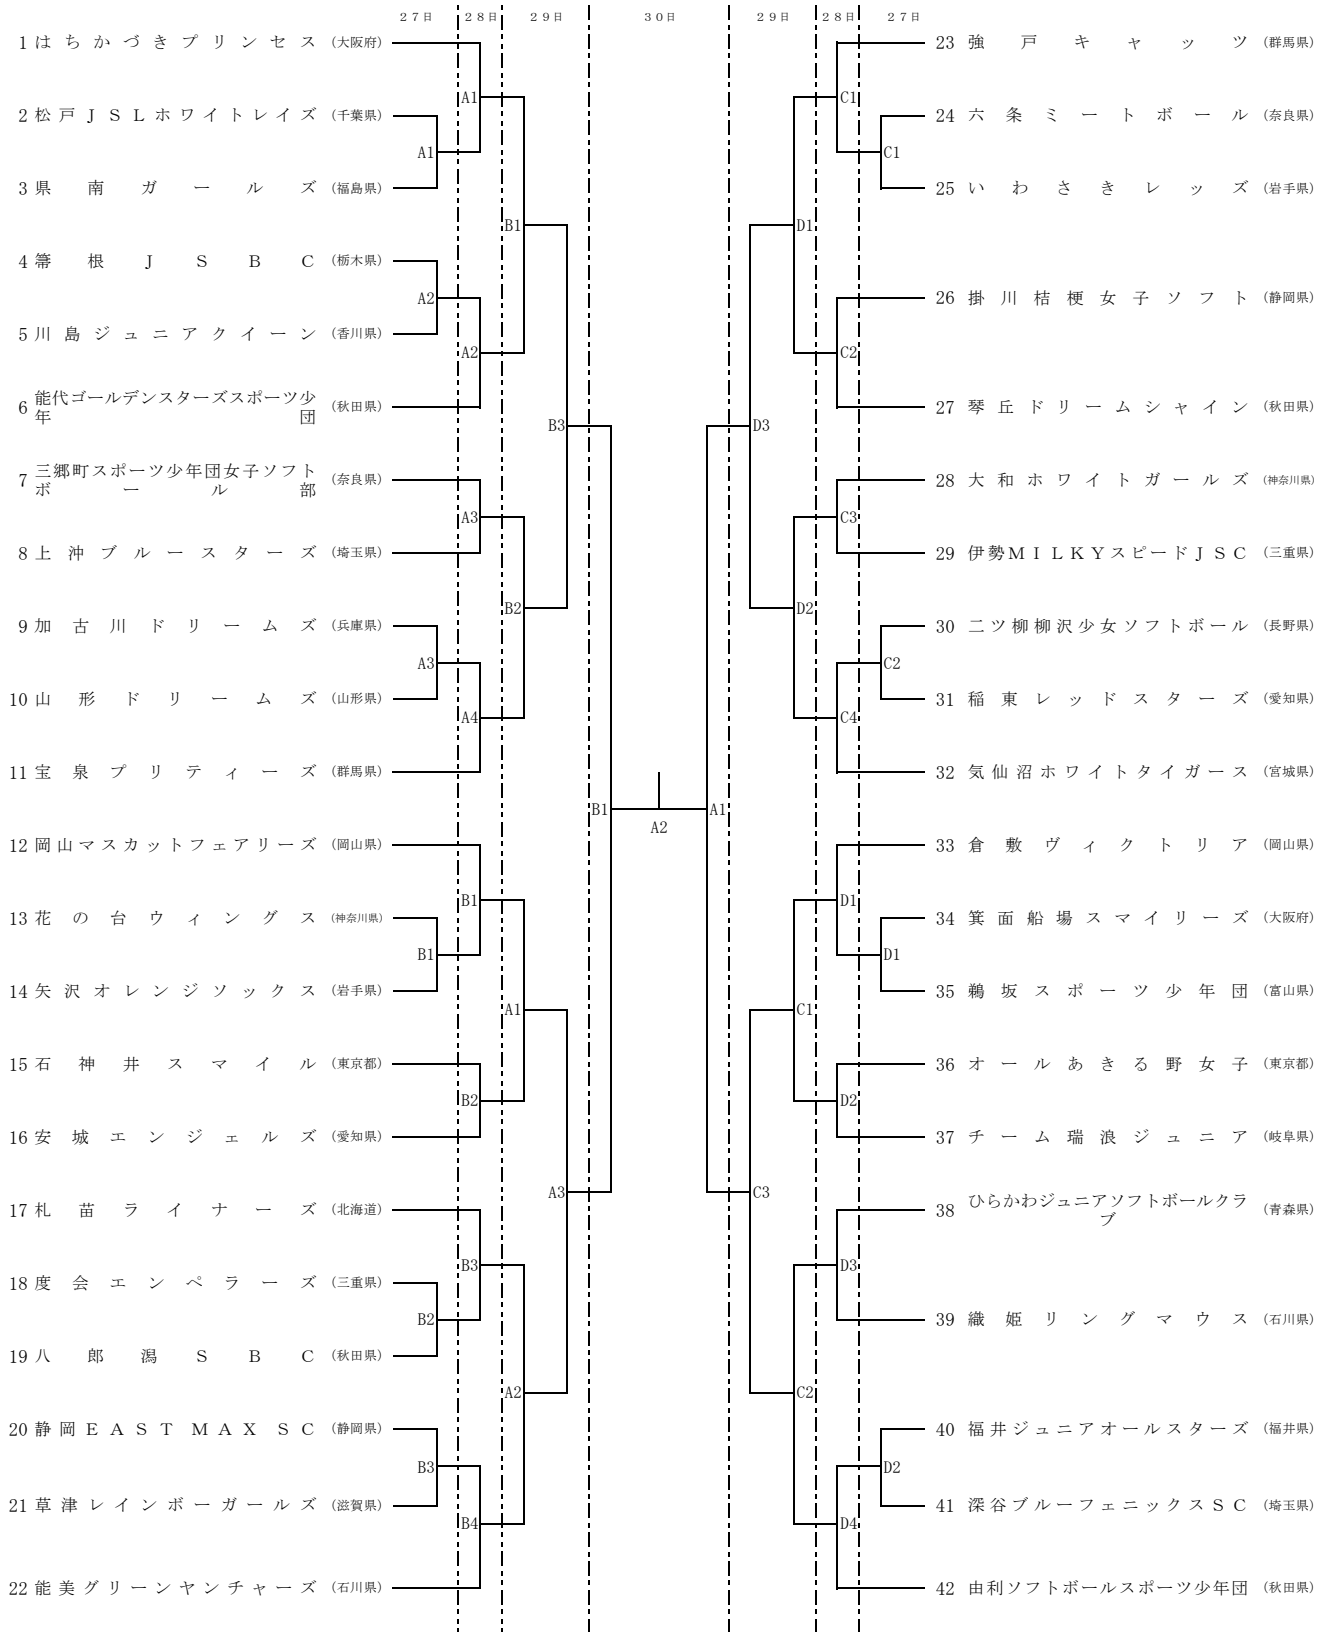 ２７日 ２８日 ２９日 ３０日 ２９日 ２８日 ２７日
1 はちかづきプリンセス （大阪府）
A1
2 松戸ＪＳＬホワイトレイズ （千葉県）
A1
3 県南ガールズ （福島県）
B1
4 箒根ＪＳＢＣ （栃木県）
A2
5 川島ジュニアクイーン （香川県）
A2
6 能代ゴールデンスターズスポーツ少
年団 （秋田県）
B3
7 三郷町スポーツ少年団女子ソフト
ボール部 （奈良県）
A3
8 上沖ブルースターズ （埼玉県）
B2
9 加古川ドリームズ （兵庫県）
A3
10 山形ドリームズ （山形県）
A4
11 宝泉プリティーズ （群馬県）
B1
12 岡山マスカットフェアリーズ （岡山県）
B1
13 花の台ウィングス （神奈川県）
B1
14 矢沢オレンジソックス （岩手県）
A1
15 石神井スマイル （東京都）
B2
16 安城エンジェルズ （愛知県）
A3
17 札苗ライナーズ （北海道）
B3
18 度会エンペラーズ （三重県）
B2
19 八郎潟ＳＢＣ （秋田県）
A2
20 静岡ＥＡＳＴ ＭＡＸ ＳＣ （静岡県）
B3
21 草津レインボーガールズ （滋賀県）
B4
22 能美グリーンヤンチャーズ （石川県）
A2
23 強戸キャッツ （群馬県）
C1
24 六条ミートボール （奈良県）
C1
25 いわさきレッズ （岩手県）
D1
26 掛川桔梗女子ソフト （静岡県）
C2
27 琴丘ドリームシャイン （秋田県）
D3
28 大和ホワイトガールズ （神奈川県）
C3
29 伊勢ＭＩＬＫＹスピードＪＳＣ （三重県）
D2
30 二ツ柳柳沢少女ソフトボール （長野県）
C2
31 稲東レッドスターズ （愛知県）
C4
32 気仙沼ホワイトタイガース （宮城県）
A1
33 倉敷ヴィクトリア （岡山県）
D1
34 箕面船場スマイリーズ （大阪府）
D1
35 鵜坂スポーツ少年団 （富山県）
C1
36 オールあきる野女子 （東京都）
D2
37 チーム瑞浪ジュニア （岐阜県）
C3
38 ひらかわジュニアソフトボールクラ
ブ （青森県）
D3
39 織姫リングマウス （石川県）
C2
40 福井ジュニアオールスターズ （福井県）
D2
41 深谷ブルーフェニックスＳＣ （埼玉県）
D4
42 由利ソフトボールスポーツ少年団 （秋田県）